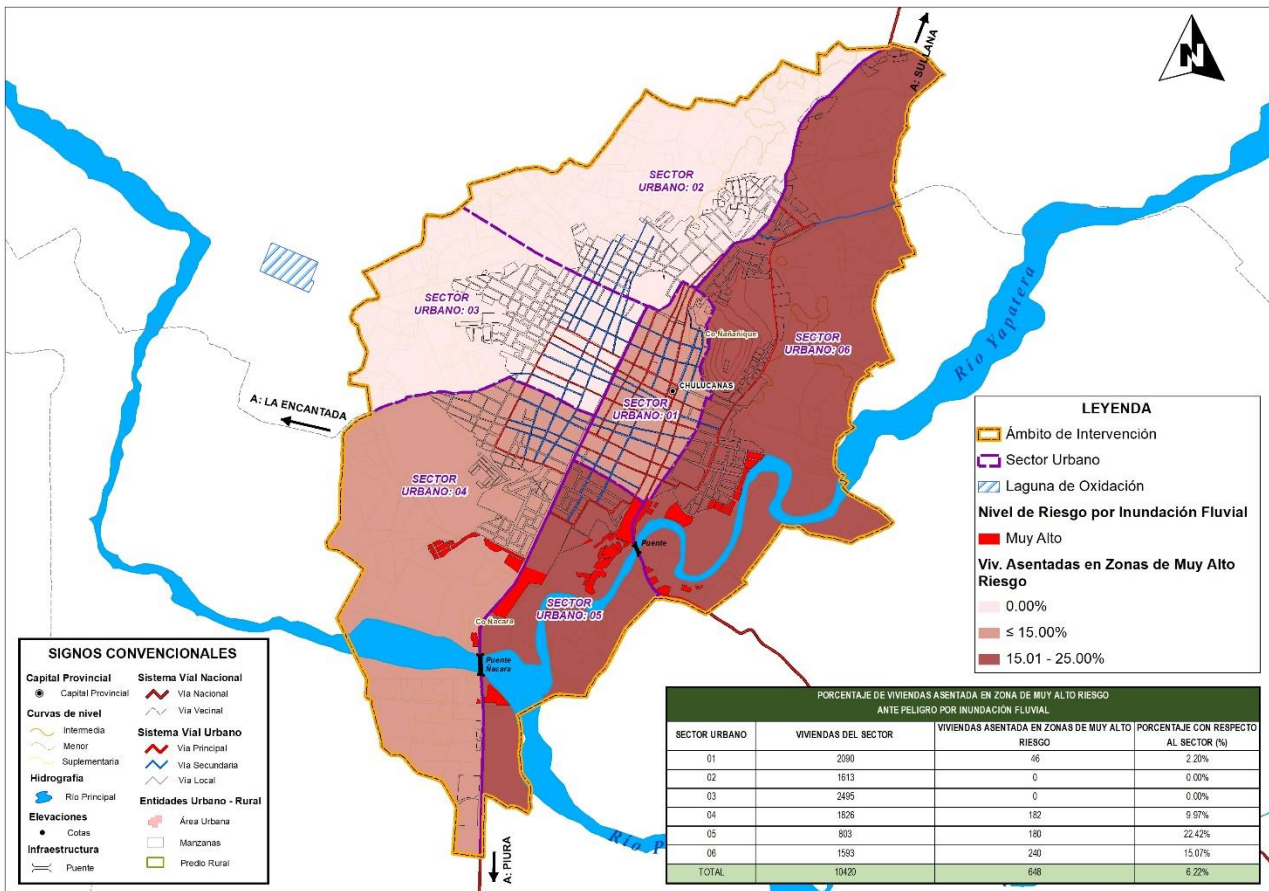 A: SULLANA
N
SECTOR
URBANO: 02
SECTOR
URBANO: 03
Co Ñañañique
SECTOR
URBANO: 06
Río Yapatera
CHULUCANAS
SECTOR
URBANO: 01
A: LA ENCANTADA
SECTOR
URBANO: 04
Puente
SECTOR
URBANO: 05
Co Ñacara
Puente
Ñacara
Río P
A: PIURA
LEYENDA
Ámbito de Intervención
Sector Urbano
Laguna de Oxidación
Nivel de Riesgo por Inundación Fluvial
Muy Alto
Viv. Asentadas en Zonas de Muy Alto
Riesgo
0.00%
≤ 15.00%
15.01 - 25.00%
SIGNOS CONVENCIONALES
Capital Provincial
Capital Provincial
Curvas de nivel
Intermedia
Menor
Suplementaria
Hidrografía
Río Principal
Elevaciones
Cotas
Infraestructura
Puente
Sistema Víal Nacional
Vía Nacional
Vía Vecinal
Sistema Vial Urbano
Vía Principal
Vía Secundaria
Vía Local
Entidades Urbano - Rural
Área Urbana
Manzanas
Predio Rural
PORCENTAJE DE VIVIENDAS ASENTADA EN ZONA DE MUY ALTO RIESGO
ANTE PELIGRO POR INUNDACIÓN FLUVIAL
SECTOR URBANO VIVIENDAS DEL SECTOR VIVIENDAS ASENTADA EN ZONAS DE MUY ALTO RIESGO PORCENTAJE CON RESPECTO AL SECTOR (%)
01 2090 46 2.20%
02 1613 0 0.00%
03 2495 0 0.00%
04 1826 182 9.97%
05 803 180 22.42%
06 1593 240 15.07%
TOTAL 10420 648 6.22%